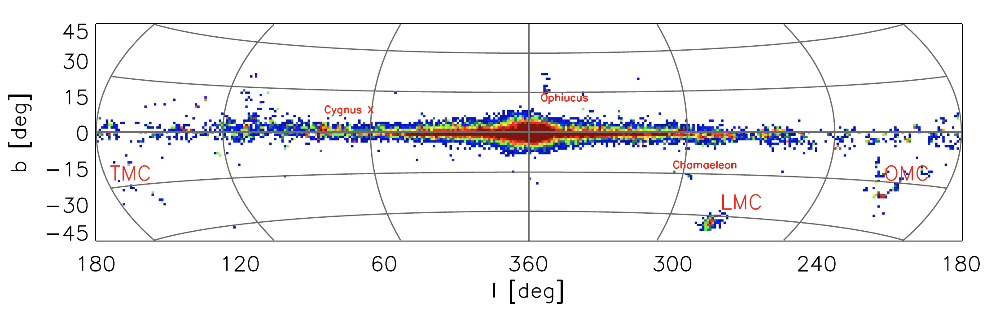 45
30
15
0
−15
−30
−45
b [deg]
Ophiucus
Cygnus X
Chamaeleon
TMC
OMC
LMC
180 120 60 360 300 240 180
l [deg]